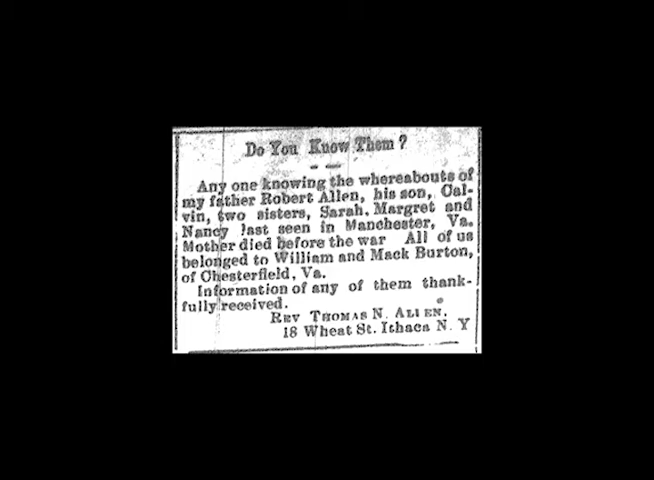 Do You Know Them?
Any one knowing the whereabouts of
my father Robert Allen, his son, Cal-
vin, two sisters, Sarah, Margret and
Nancy last seen in Manchester, Va.
Mother died before the war All of us
belonged to William and Mack Burton,
of Chesterfield, Va.
Information of any of them thank-
fully received.
REV THOMAS N. ALLEN.
18 Wheat St. Ithaca N. Y